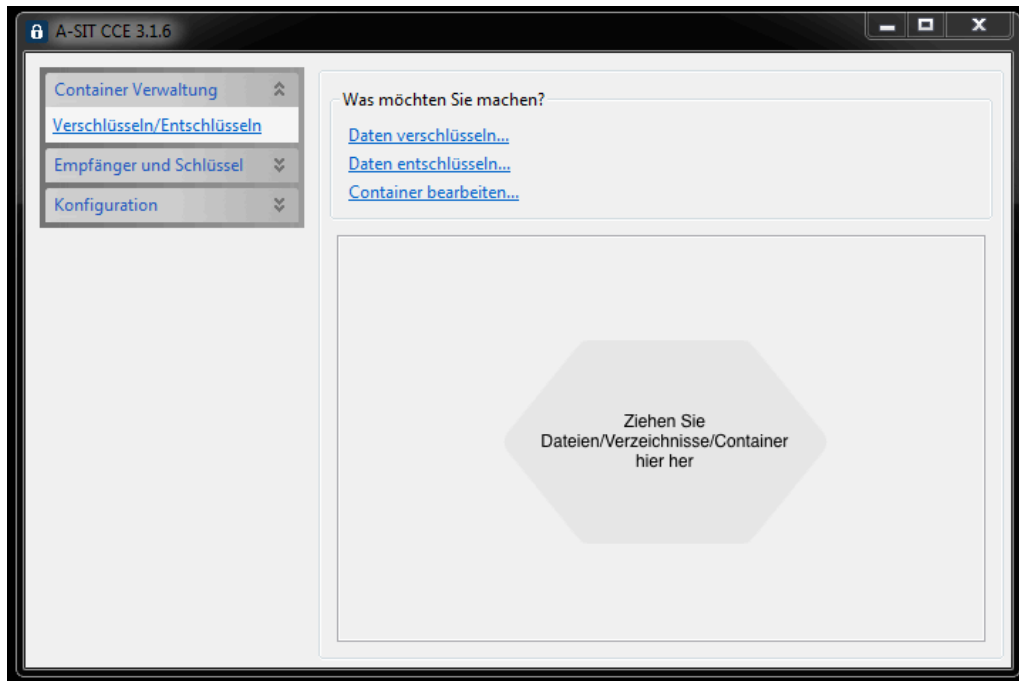 A-SIT CCE 3.1.6
Container Verwaltung
Verschlüsseln/Entschlüsseln
Empfänger und Schlüssel
Konfiguration
Was möchten Sie machen?
Daten verschlüsseln...
Daten entschlüsseln...
Container bearbeiten...
Ziehen Sie
Dateien/Verzeichnisse/Container
hier her